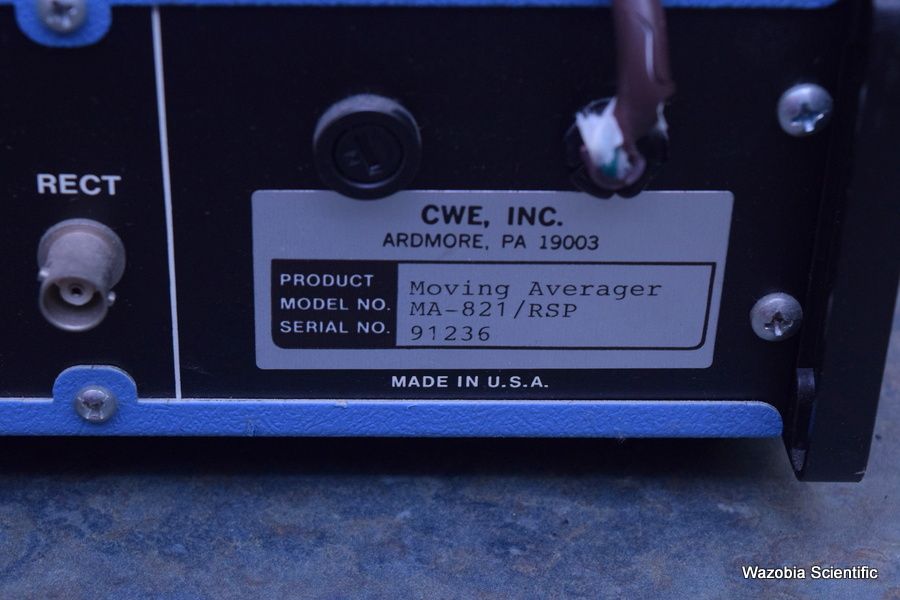 RECT
CWE, INC.
ARDMORE, PA 19003
PRODUCT Moving Averager
MODEL NO. MA-821/RSP
SERIAL NO. 91236
MADE IN U.S.A.
Wazobia Scientific